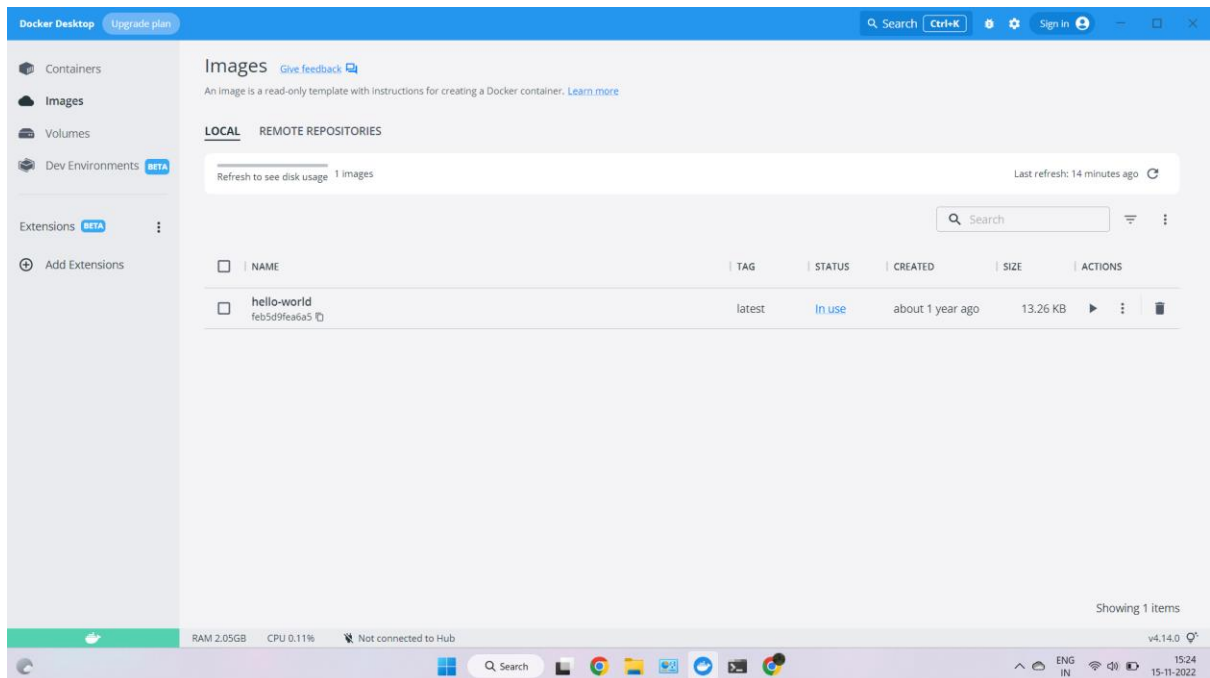 Docker Desktop Upgrade plan Search Ctrl+K Sign in
Containers
Images
Volumes
Dev Environments BETA
Extensions BETA
Add Extensions
Images Give feedback
An image is a read-only template with instructions for creating a Docker container. Learn more
LOCAL REMOTE REPOSITORIES
Refresh to see disk usage 1 images Last refresh: 14 minutes ago
Search
NAME TAG STATUS CREATED SIZE ACTIONS
hello-world latest In use about 1 year ago 13.26 KB
feb5d9fea6a5
Showing 1 items
RAM 2.05GB CPU 0.11% Not connected to Hub v4.14.0
Search ENG 15:24
IN 15-11-2022